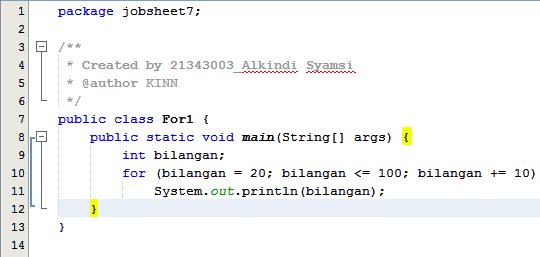 1 package jobsheet7;
2
3 /**
4 * Created by 21343003_Alkindi Syamsi
5 * @author KINN
6 */
7 public class For1 {
8 public static void main(String[] args) {
9 int bilangan;
10 for (bilangan = 20; bilangan <= 100; bilangan += 10)
11 System.out.println(bilangan);
12 }
13 }
14